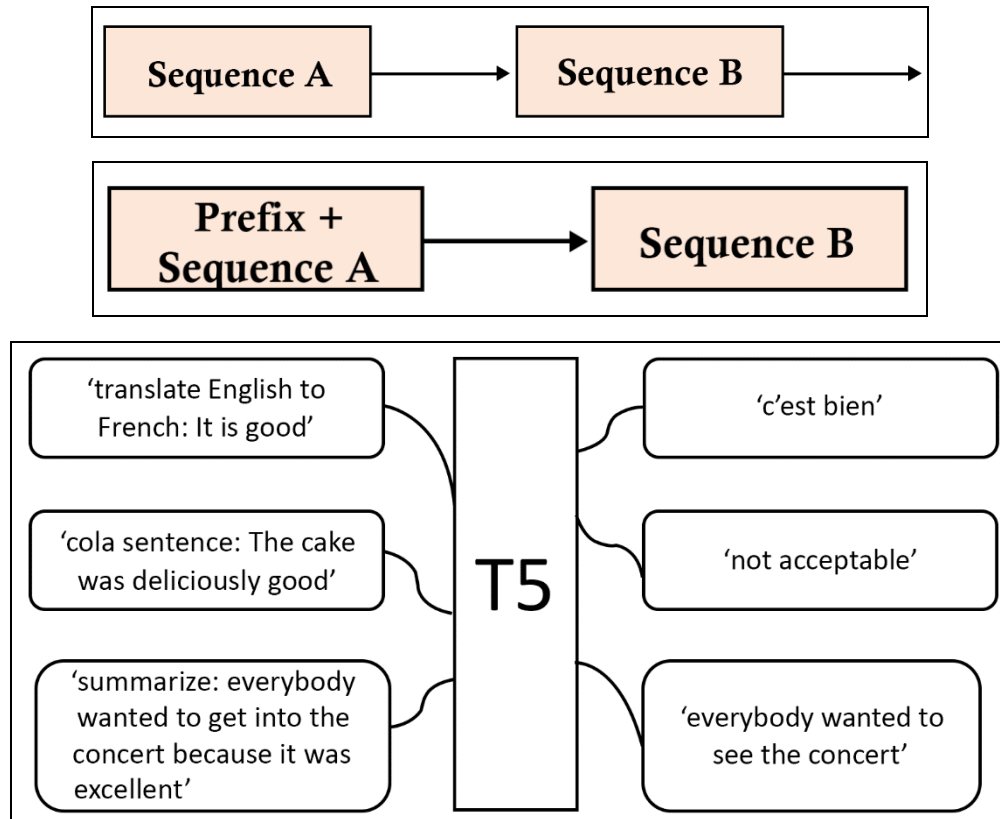 Sequence A
Sequence B
Prefix +
Sequence A
Sequence B
‘translate English to
French: It is good’
‘cola sentence: The cake
was deliciously good’
‘summarize: everybody
wanted to get into the
concert because it was
excellent’
T5
‘c’est bien’
‘not acceptable’
‘everybody wanted to
see the concert’